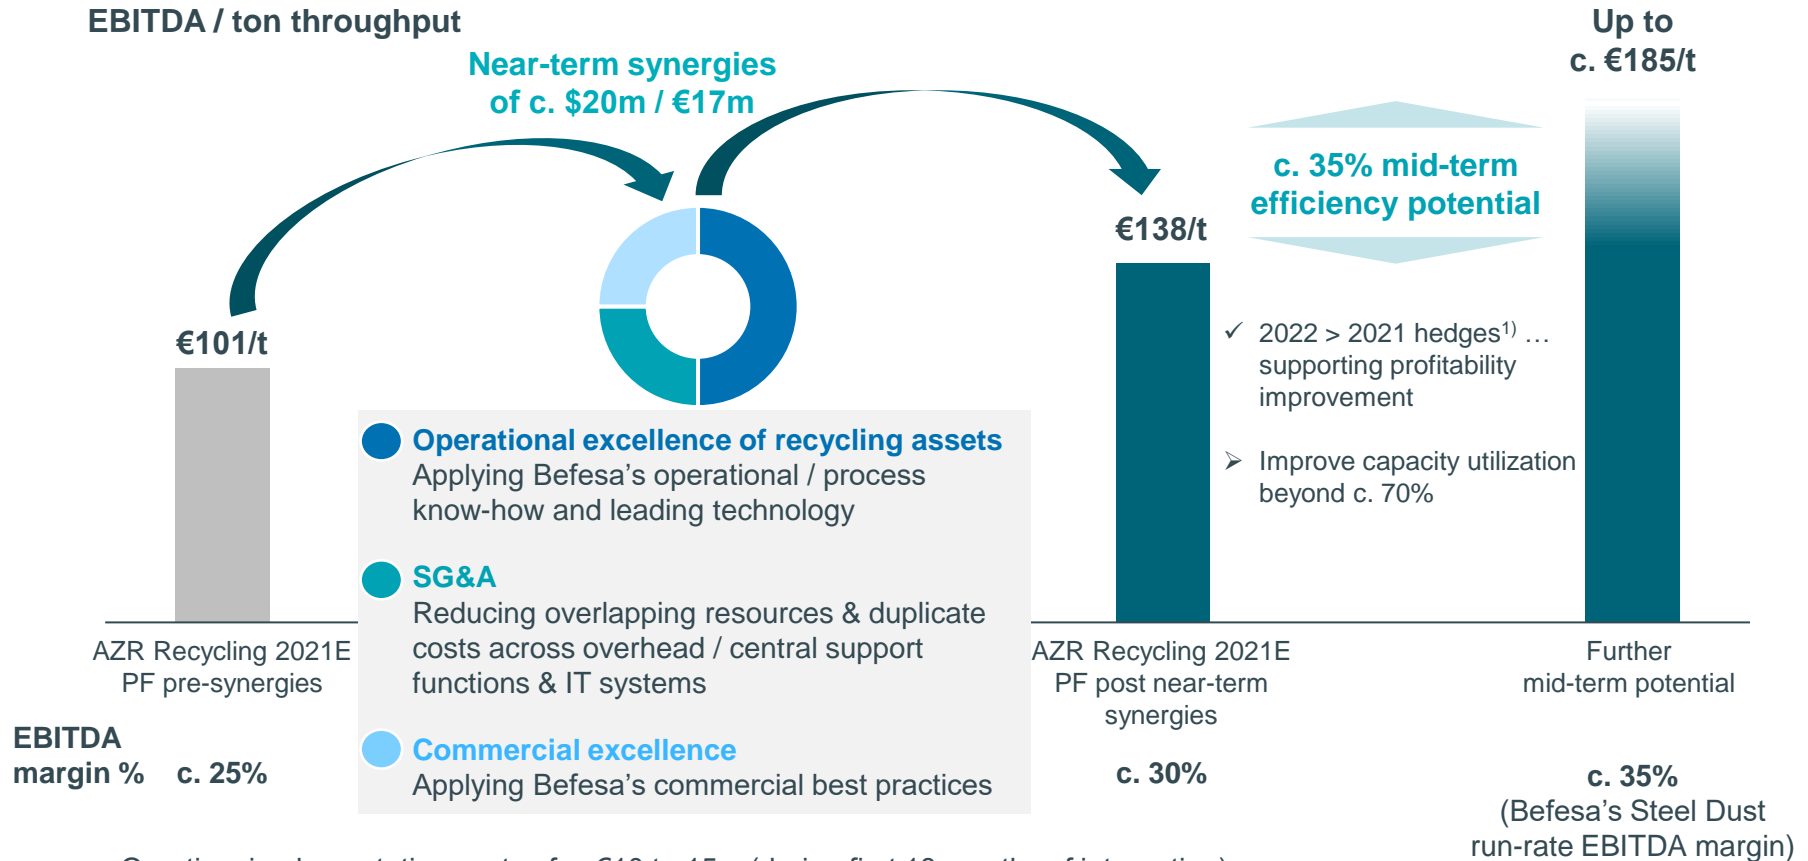 EBITDA / ton throughput
Near-term synergies
of c. $20m / €17m
Up to
c. €185/t
c. 35% mid-term
efficiency potential
€138/t
€101/t
✓ 2022 > 2021 hedges1) …
supporting profitability
improvement
➢ Improve capacity utilization
beyond c. 70%
Operational excellence of recycling assets
Applying Befesa’s operational / process
know-how and leading technology
SG&A
Reducing overlapping resources & duplicate
costs across overhead / central support
functions & IT systems
Commercial excellence
Applying Befesa’s commercial best practices
AZR Recycling 2021E
PF pre-synergies
AZR Recycling 2021E
PF post near-term
synergies
Further
mid-term potential
EBITDA
margin %
c. 25%
c. 30%
c. 35%
(Befesa’s Steel Dust
run-rate EBITDA margin)